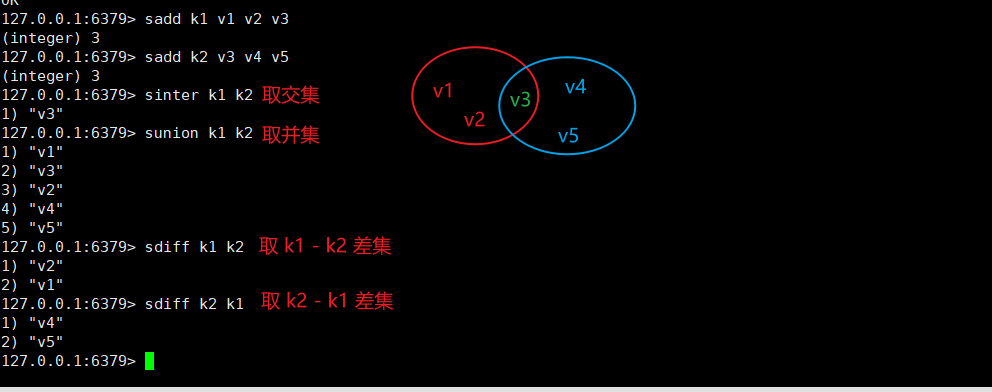 OK
127.0.0.1:6379> sadd k1 v1 v2 v3
(integer) 3
127.0.0.1:6379> sadd k2 v3 v4 v5
(integer) 3
127.0.0.1:6379> sinter k1 k2 取交集
1) "v3"
127.0.0.1:6379> sunion k1 k2 取并集
1) "v1"
2) "v3"
3) "v2"
4) "v4"
5) "v5"
127.0.0.1:6379> sdiff k1 k2 取 k1 - k2 差集
1) "v2"
2) "v1"
127.0.0.1:6379> sdiff k2 k1 取 k2 - k1 差集
1) "v4"
2) "v5"
127.0.0.1:6379>
v1
v2
v3
v4
v5